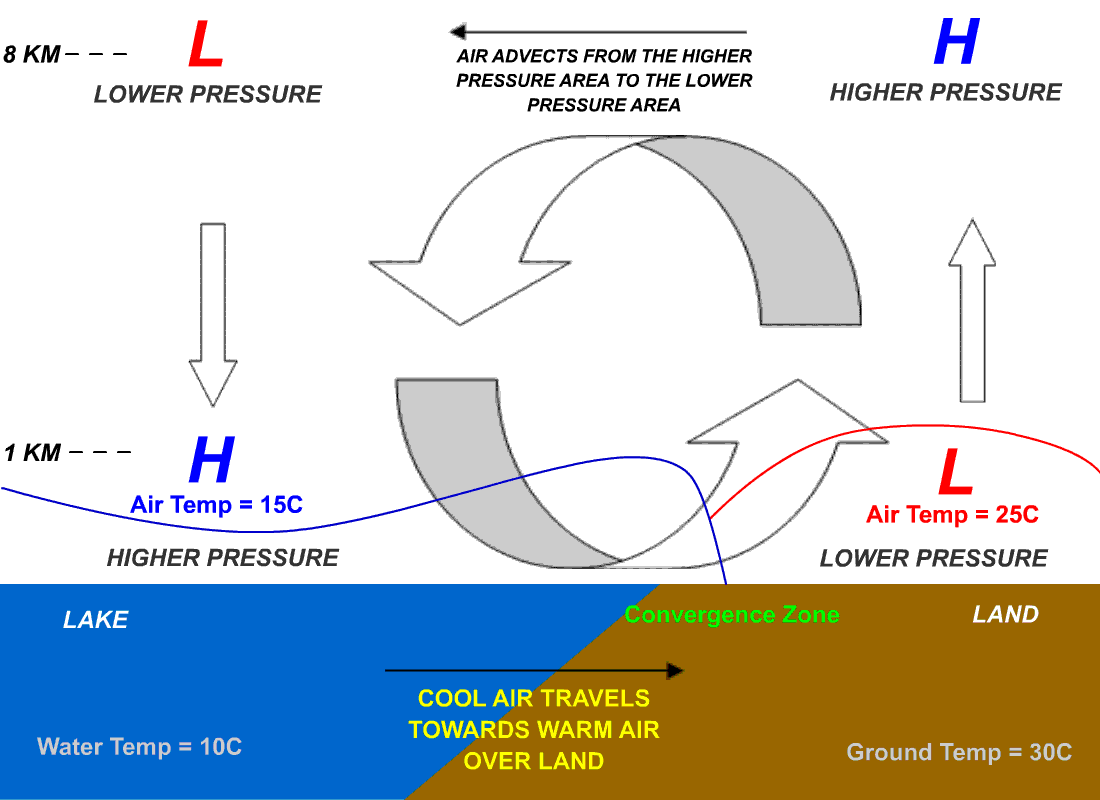 8 KM
L
LOWER PRESSURE
AIR ADVECTS FROM THE HIGHER
PRESSURE AREA TO THE LOWER
PRESSURE AREA
H
HIGHER PRESSURE
1 KM
H
Air Temp = 15C
HIGHER PRESSURE
L
Air Temp = 25C
LOWER PRESSURE
LAKE
Convergence Zone
LAND
COOL AIR TRAVELS
TOWARDS WARM AIR
OVER LAND
Water Temp = 10C
Ground Temp = 30C